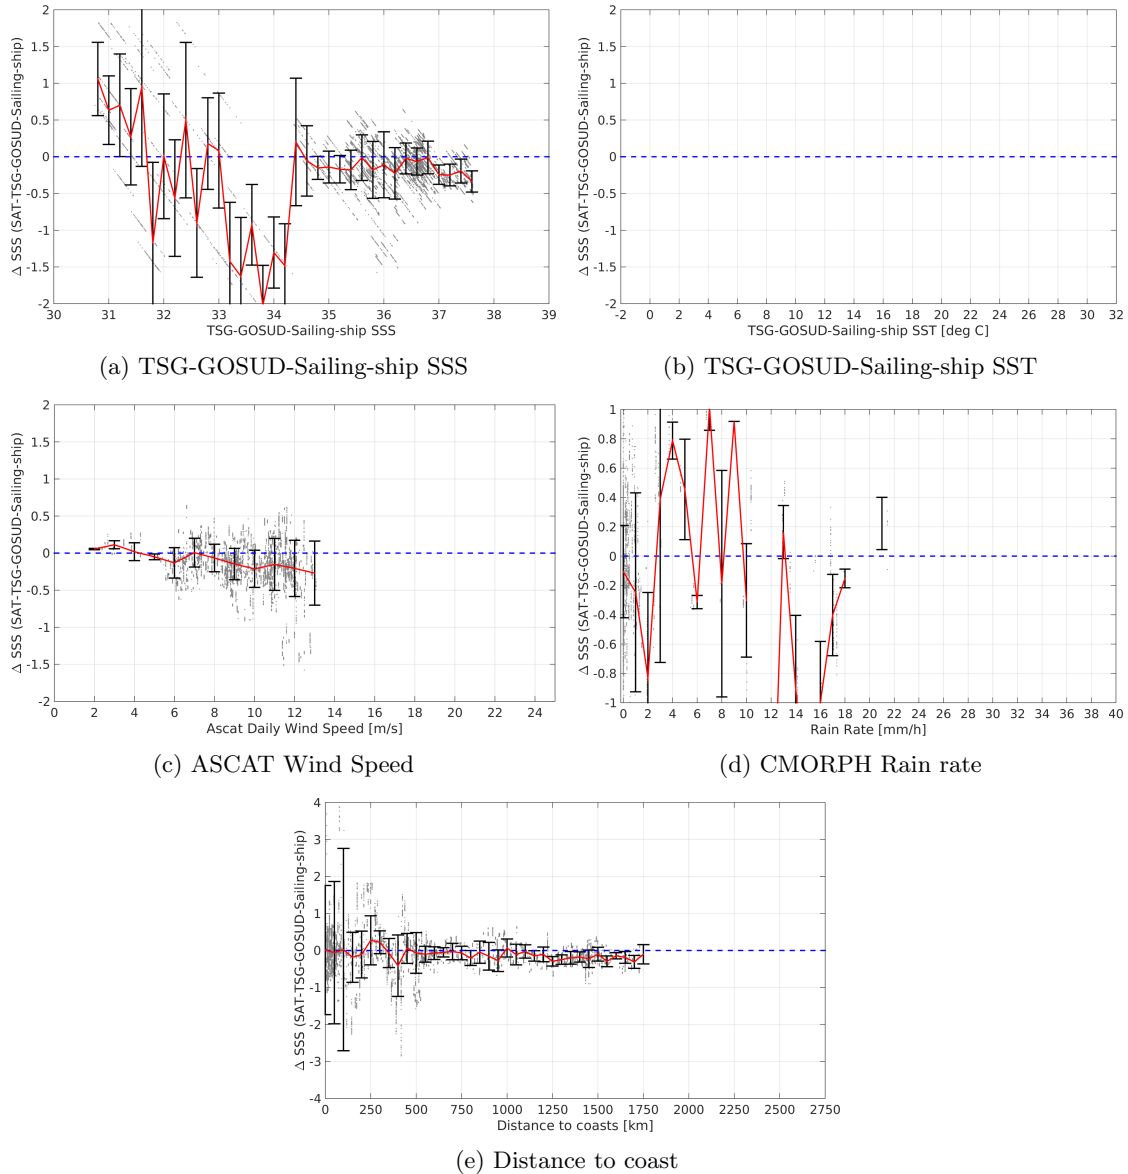 2
1.5
1
0.5
0
-0.5
-1
-1.5
-2
Δ SSS (SAT-TSG-GOSUD-Sailing-ship)
30 31 32 33 34 35 36 37 38 39
TSG-GOSUD-Sailing-ship SSS
(a) TSG-GOSUD-Sailing-ship SSS
2
1.5
1
0.5
0
-0.5
-1
-1.5
-2
Δ SSS (SAT-TSG-GOSUD-Sailing-ship)
-2 0 2 4 6 8 10 12 14 16 18 20 22 24 26 28 30 32
TSG-GOSUD-Sailing-ship SST [deg C]
(b) TSG-GOSUD-Sailing-ship SST
2
1.5
1
0.5
0
-0.5
-1
-1.5
-2
Δ SSS (SAT-TSG-GOSUD-Sailing-ship)
0 2 4 6 8 10 12 14 16 18 20 22 24
Ascat Daily Wind Speed [m/s]
(c) ASCAT Wind Speed
1
0.8
0.6
0.4
0.2
0
-0.2
-0.4
-0.6
-0.8
-1
Δ SSS (SAT-TSG-GOSUD-Sailing-ship)
0 2 4 6 8 10 12 14 16 18 20 22 24 26 28 30 32 34 36 38 40
Rain Rate [mm/h]
(d) CMORPH Rain rate
4
3
2
1
0
-1
-2
-3
-4
Δ SSS (SAT-TSG-GOSUD-Sailing-ship)
0 250 500 750 1000 1250 1500 1750 2000 2250 2500 2750
Distance to coasts [km]
(e) Distance to coast